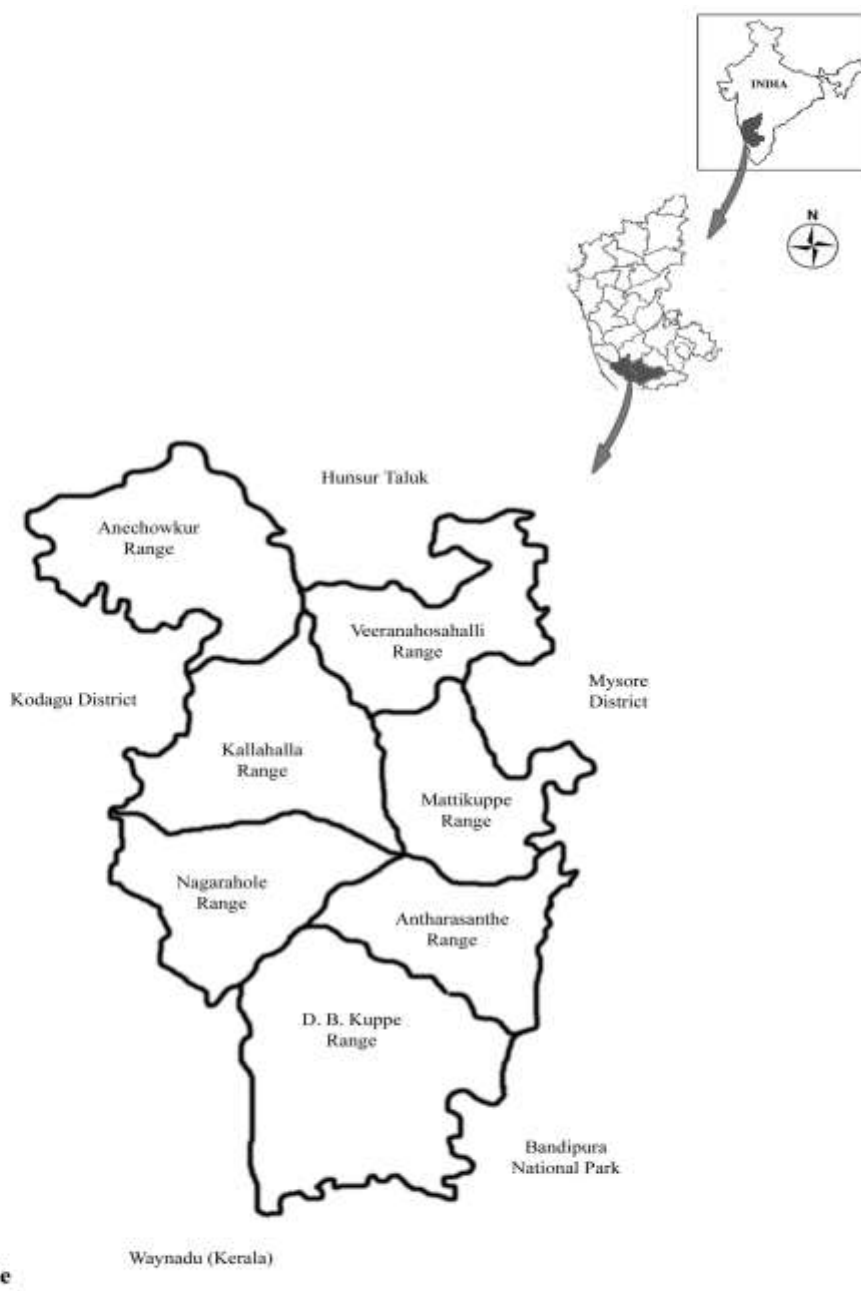 INDIA
N
Hunsur Taluk
Anechowkur
Range
Veeranahosahalli
Range
Kodagu District
Mysore
District
Kallahalla
Range
Mattikuppe
Range
Nagarahole
Range
Antharasanthe
Range
D. B. Kuppe
Range
Bandipura
National Park
Waynadu (Kerala)
e